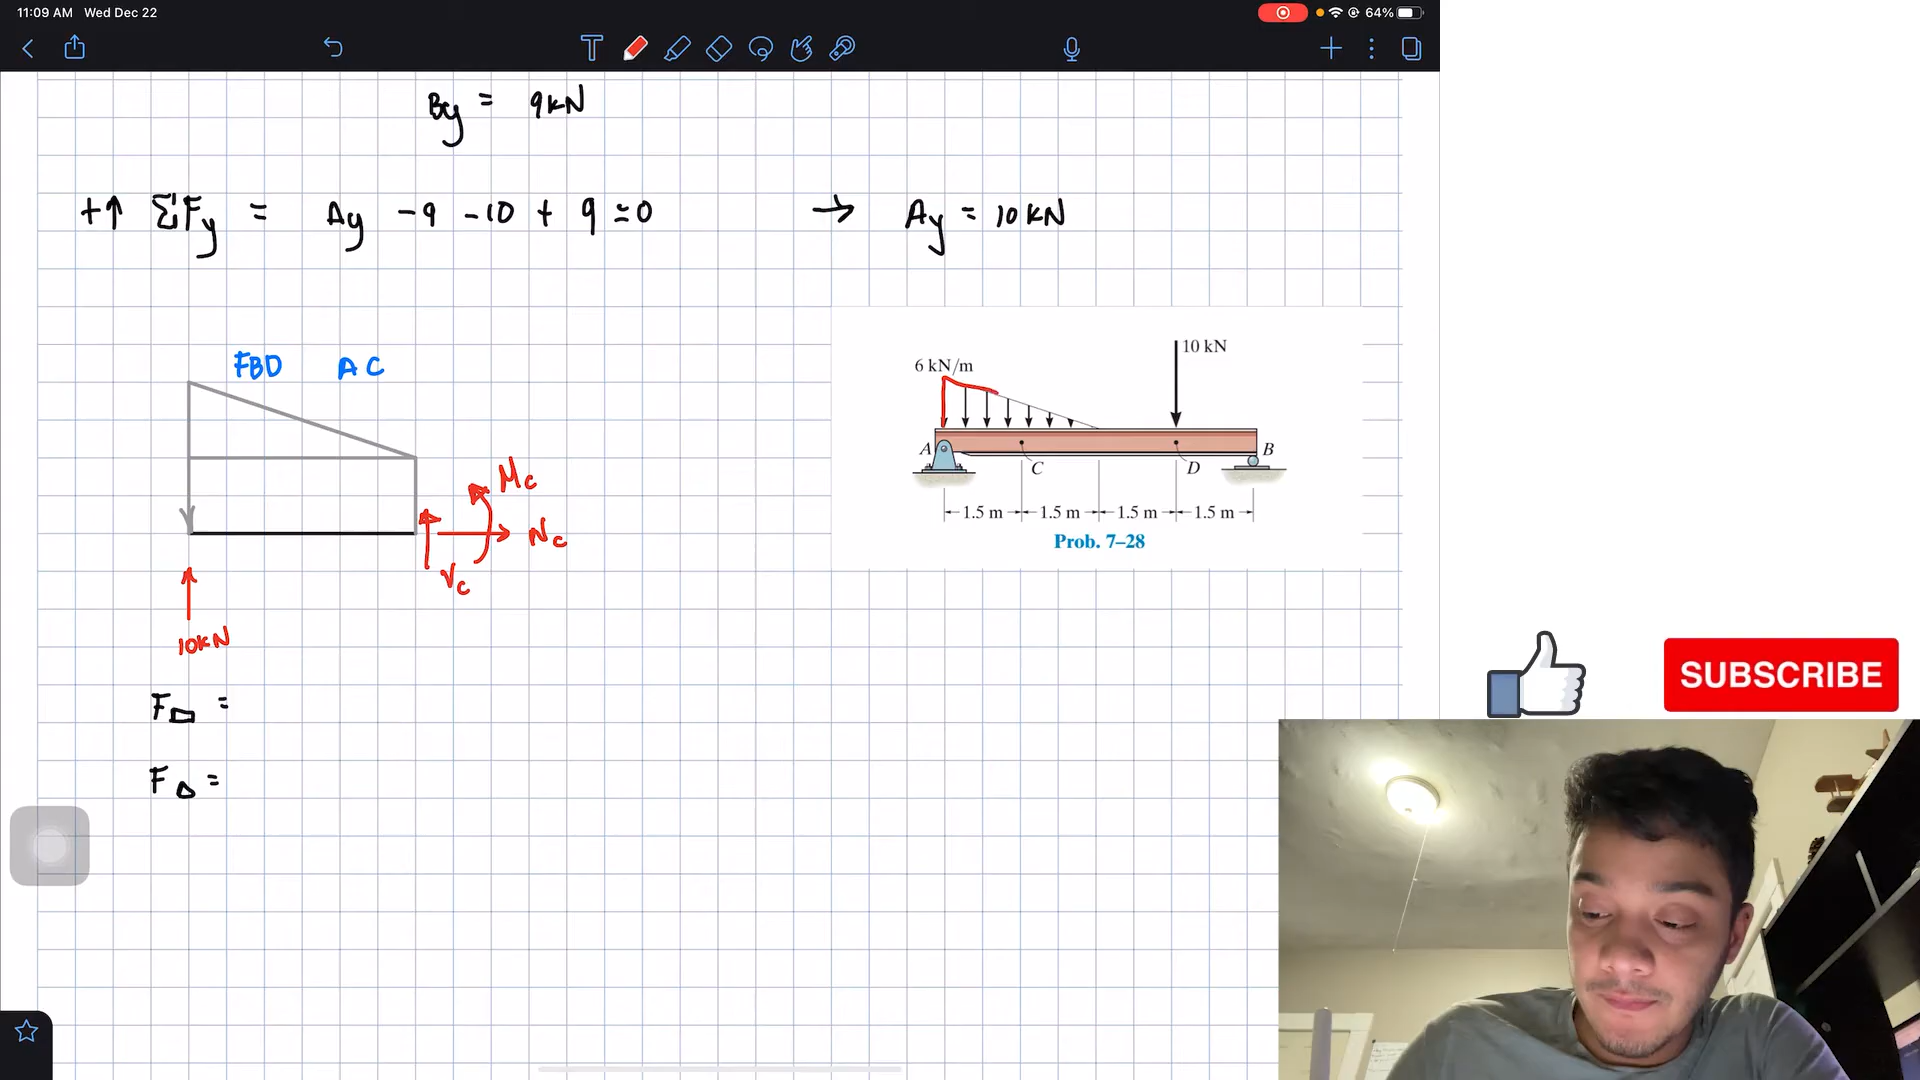 11:09 AM Wed Dec 22
64%
By = 9kN
+↑ ΣFy = Ay -9 -10 + 9 = 0 → Ay = 10kN
FBD AC
Mc
Nc
Vc
10kN
F▭ =
F△ =
10 kN
6 kN/m
A
B
C
D
1.5 m 1.5 m 1.5 m 1.5 m
Prob. 7–28
SUBSCRIBE